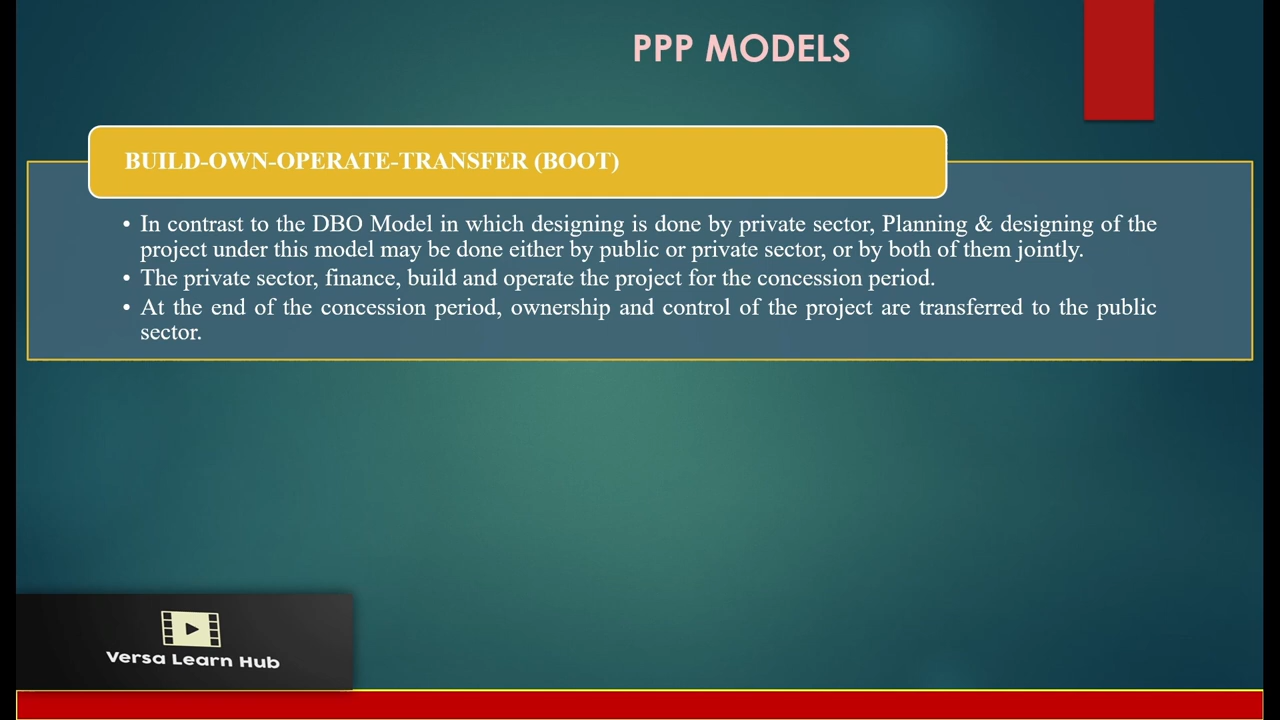 PPP MODELS
BUILD-OWN-OPERATE-TRANSFER (BOOT)
• In contrast to the DBO Model in which designing is done by private sector, Planning & designing of the
project under this model may be done either by public or private sector, or by both of them jointly.
• The private sector, finance, build and operate the project for the concession period.
• At the end of the concession period, ownership and control of the project are transferred to the public
sector.
Versa Learn Hub